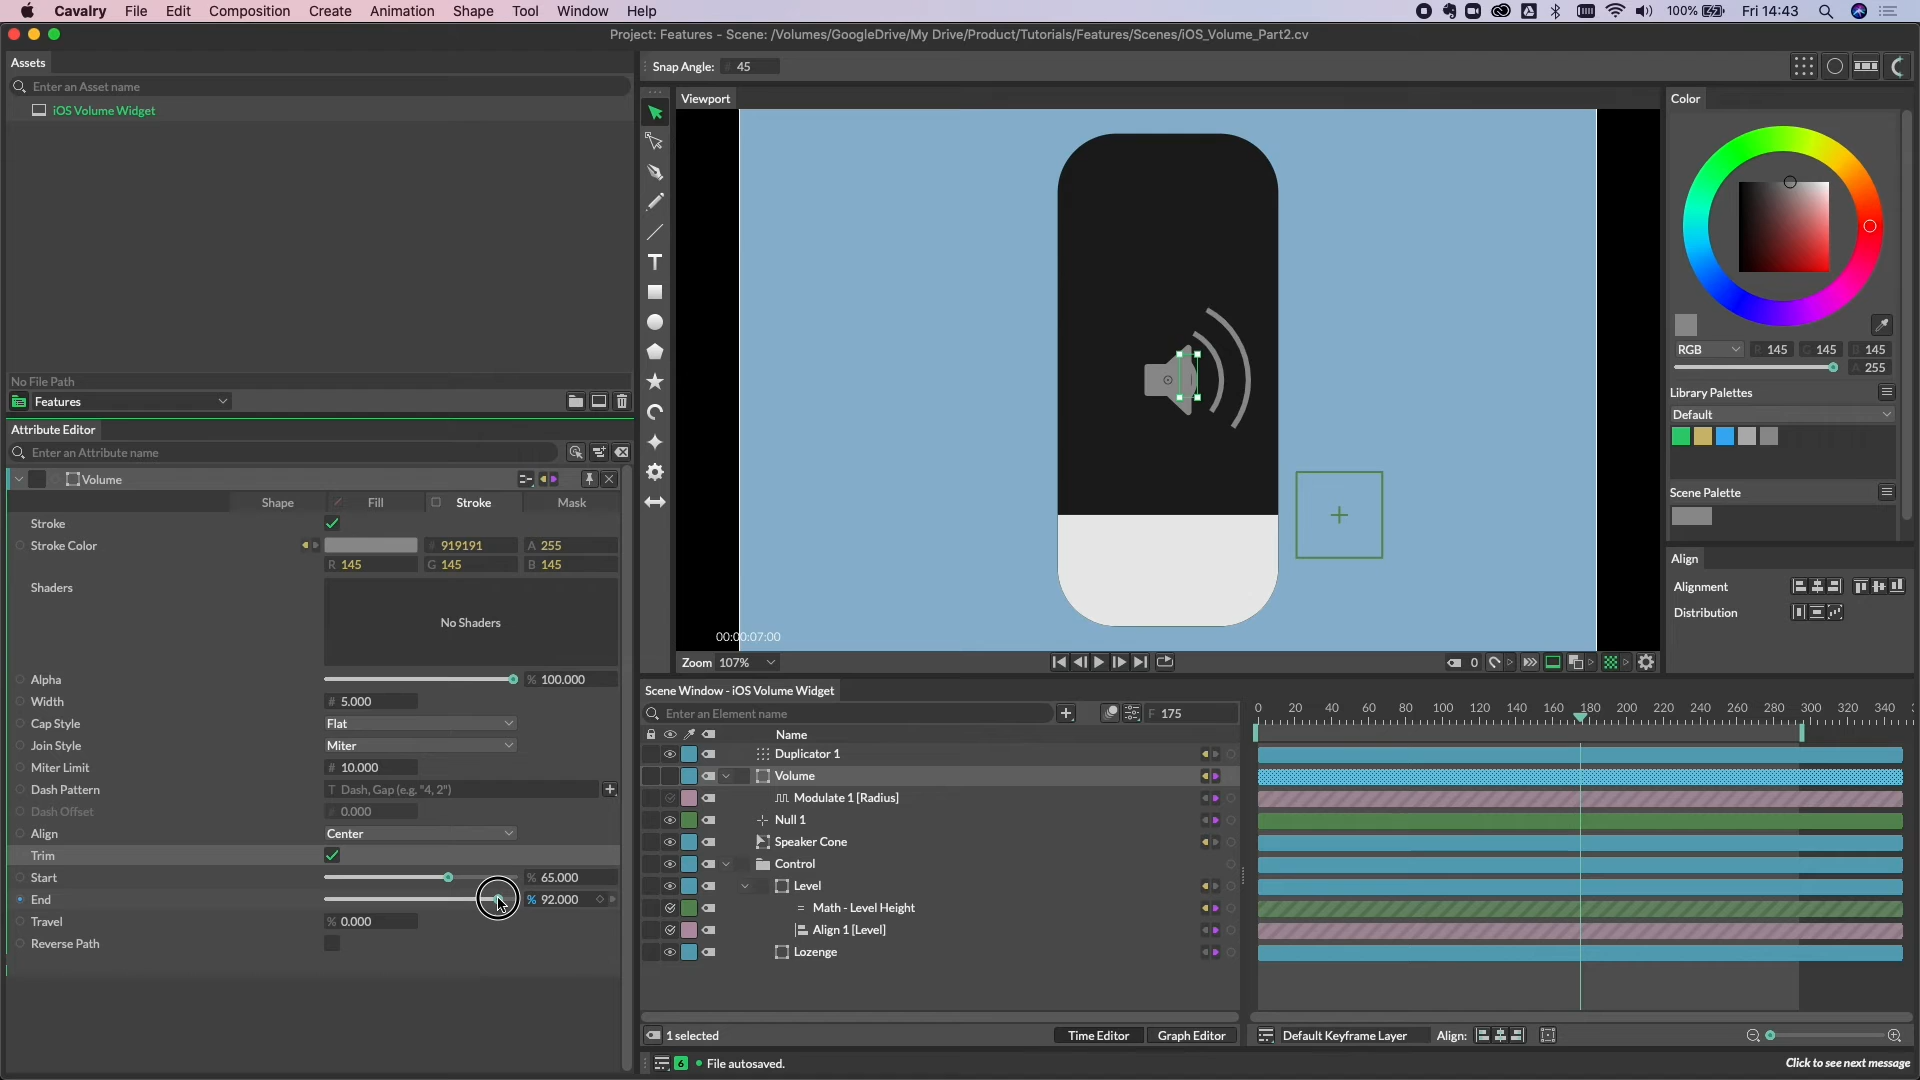 Cavalry File Edit Composition Create Animation Shape Tool Window Help 100% Fri 14:43
Project: Features - Scene: /Volumes/GoogleDrive/My Drive/Product/Tutorials/Features/Scenes/iOS_Volume_Part2.cv
Assets
Enter an Asset name
iOS Volume Widget
No File Path
Features
Attribute Editor
Enter an Attribute name
Volume
Shape Fill Stroke Mask
Stroke
Stroke Color # 919191 A 255
R 145 G 145 B 145
Shaders
No Shaders
Alpha % 100.000
Width # 5.000
Cap Style Flat
Join Style Miter
Miter Limit # 10.000
Dash Pattern T Dash, Gap (e.g. "4, 2")
Dash Offset # 0.000
Align Center
Trim
Start % 65.000
End % 92.000
Travel % 0.000
Reverse Path
Snap Angle: 45
Viewport
00:00:07:00
Zoom 107% 0
Color
RGB R 145 G 145 B 145
A 255
Library Palettes
Default
Scene Palette
Align
Alignment
Distribution
Scene Window - iOS Volume Widget
Enter an Element name F 175
0 20 40 60 80 100 120 140 160 180 200 220 240 260 280 300 320 340
Name
Duplicator 1
Volume
Modulate 1 [Radius]
Null 1
Speaker Cone
Control
Level
Math - Level Height
Align 1 [Level]
Lozenge
1 selected Time Editor Graph Editor Default Keyframe Layer Align:
6 File autosaved. Click to see next message